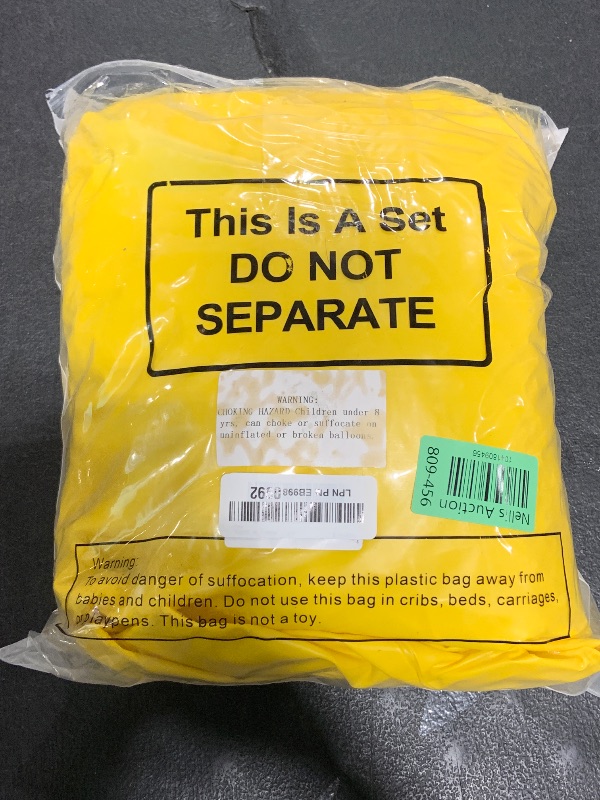 This Is A Set
DO NOT
SEPARATE
WARNING:
CHOKING HAZARD Children under 8
yrs, can choke or suffocate on
uninflated or broken balloons
LPN
809-456
Nellis Auction
Warning:
To avoid danger of suffocation, keep this plastic bag away from
babies and children. Do not use this bag in cribs, beds, carriages,
or playpens. This bag is not a toy.